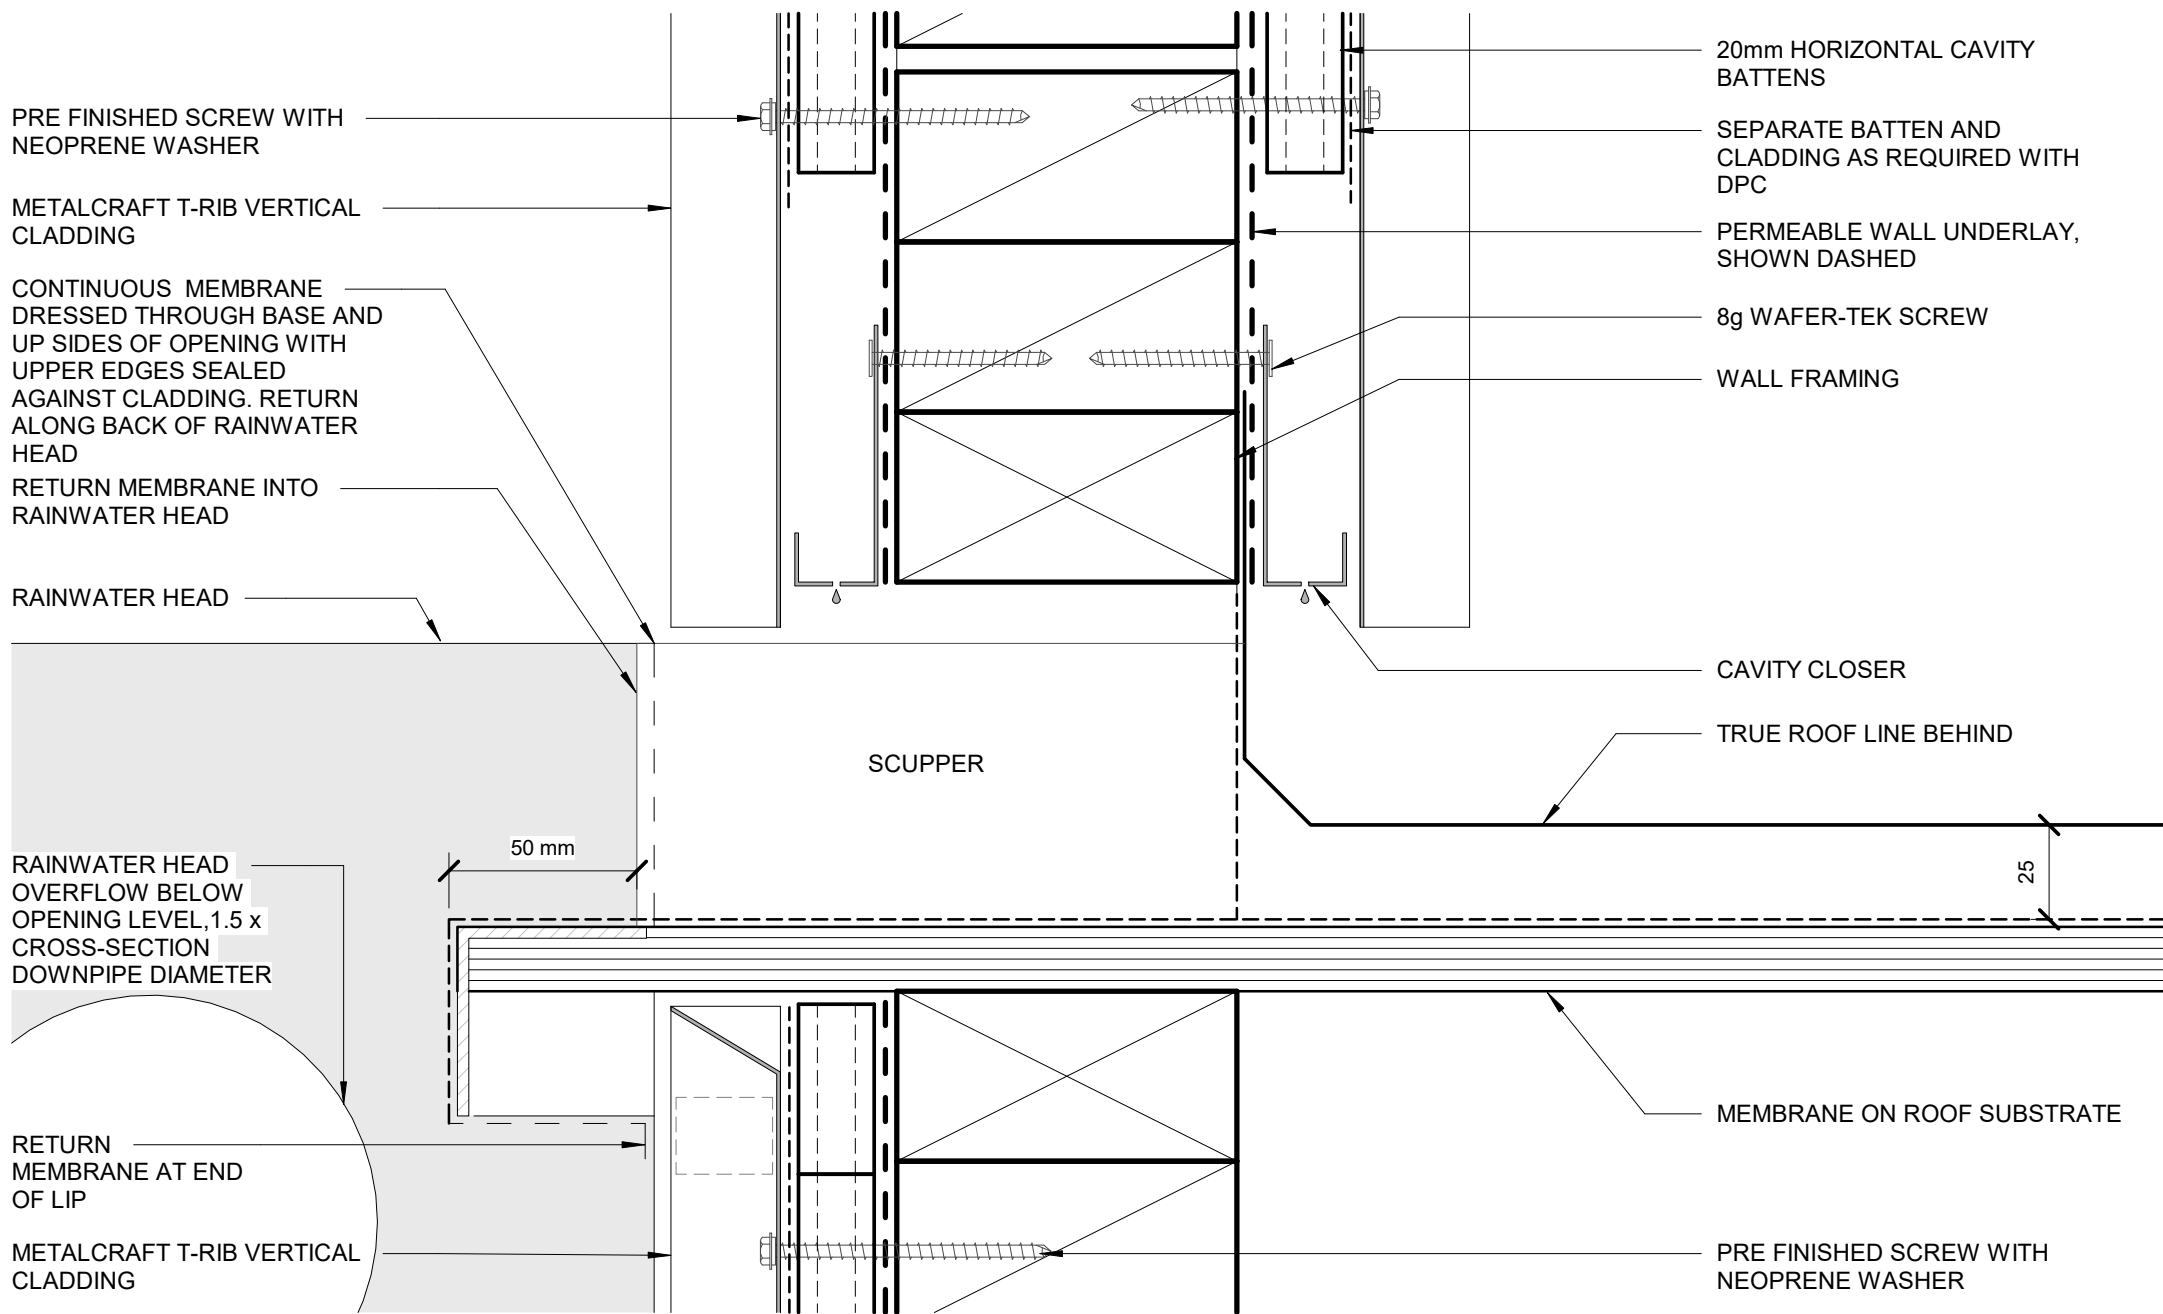 PRE FINISHED SCREW WITH
NEOPRENE WASHER
METALCRAFT T-RIB VERTICAL
CLADDING
CONTINUOUS MEMBRANE
DRESSED THROUGH BASE AND
UP SIDES OF OPENING WITH
UPPER EDGES SEALED
AGAINST CLADDING. RETURN
ALONG BACK OF RAINWATER
HEAD
RETURN MEMBRANE INTO
RAINWATER HEAD
RAINWATER HEAD
RAINWATER HEAD
OVERFLOW BELOW
OPENING LEVEL,1.5 x
CROSS-SECTION
DOWNPIPE DIAMETER
RETURN
MEMBRANE AT END
OF LIP
METALCRAFT T-RIB VERTICAL
CLADDING
50 mm
SCUPPER
25
20mm HORIZONTAL CAVITY
BATTENS
SEPARATE BATTEN AND
CLADDING AS REQUIRED WITH
DPC
PERMEABLE WALL UNDERLAY,
SHOWN DASHED
8g WAFER-TEK SCREW
WALL FRAMING
CAVITY CLOSER
TRUE ROOF LINE BEHIND
MEMBRANE ON ROOF SUBSTRATE
PRE FINISHED SCREW WITH
NEOPRENE WASHER